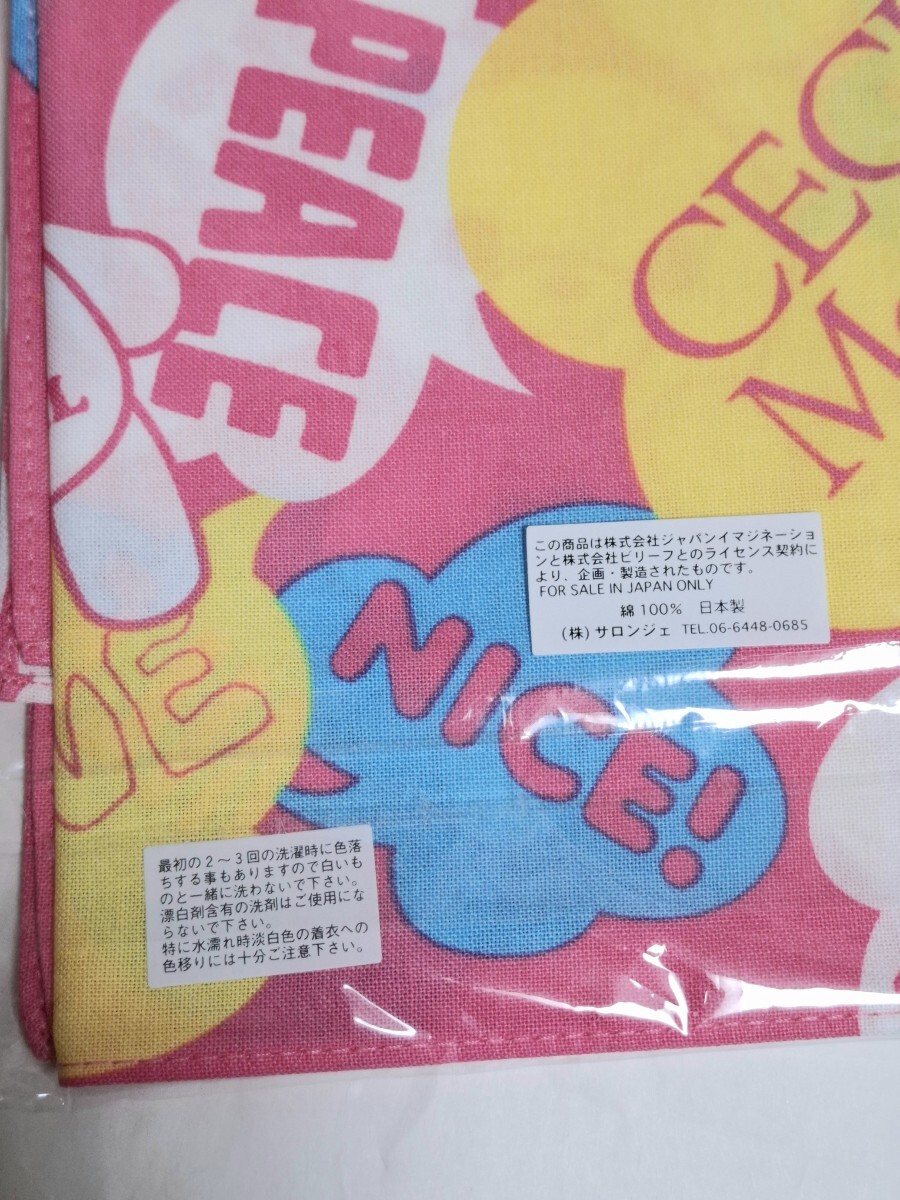 PEACE
CEC
M
この商品は株式会社ジャパンイマジネーショ
ンと株式会社ビリーフとのライセンス契約に
より、企画・製造されたものです。
FOR SALE IN JAPAN ONLY
綿100% 日本製
(株) サロンジェ TEL.06-6448-0685
NICE!
VE
最初の2~3回の洗濯時に色落
ちする事もありますので白いも
のと一緒に洗わないで下さい。
漂白剤含有の洗剤はご使用にな
らないで下さい。
特に水濡れ時淡白色の着衣への
色移りには十分ご注意下さい。